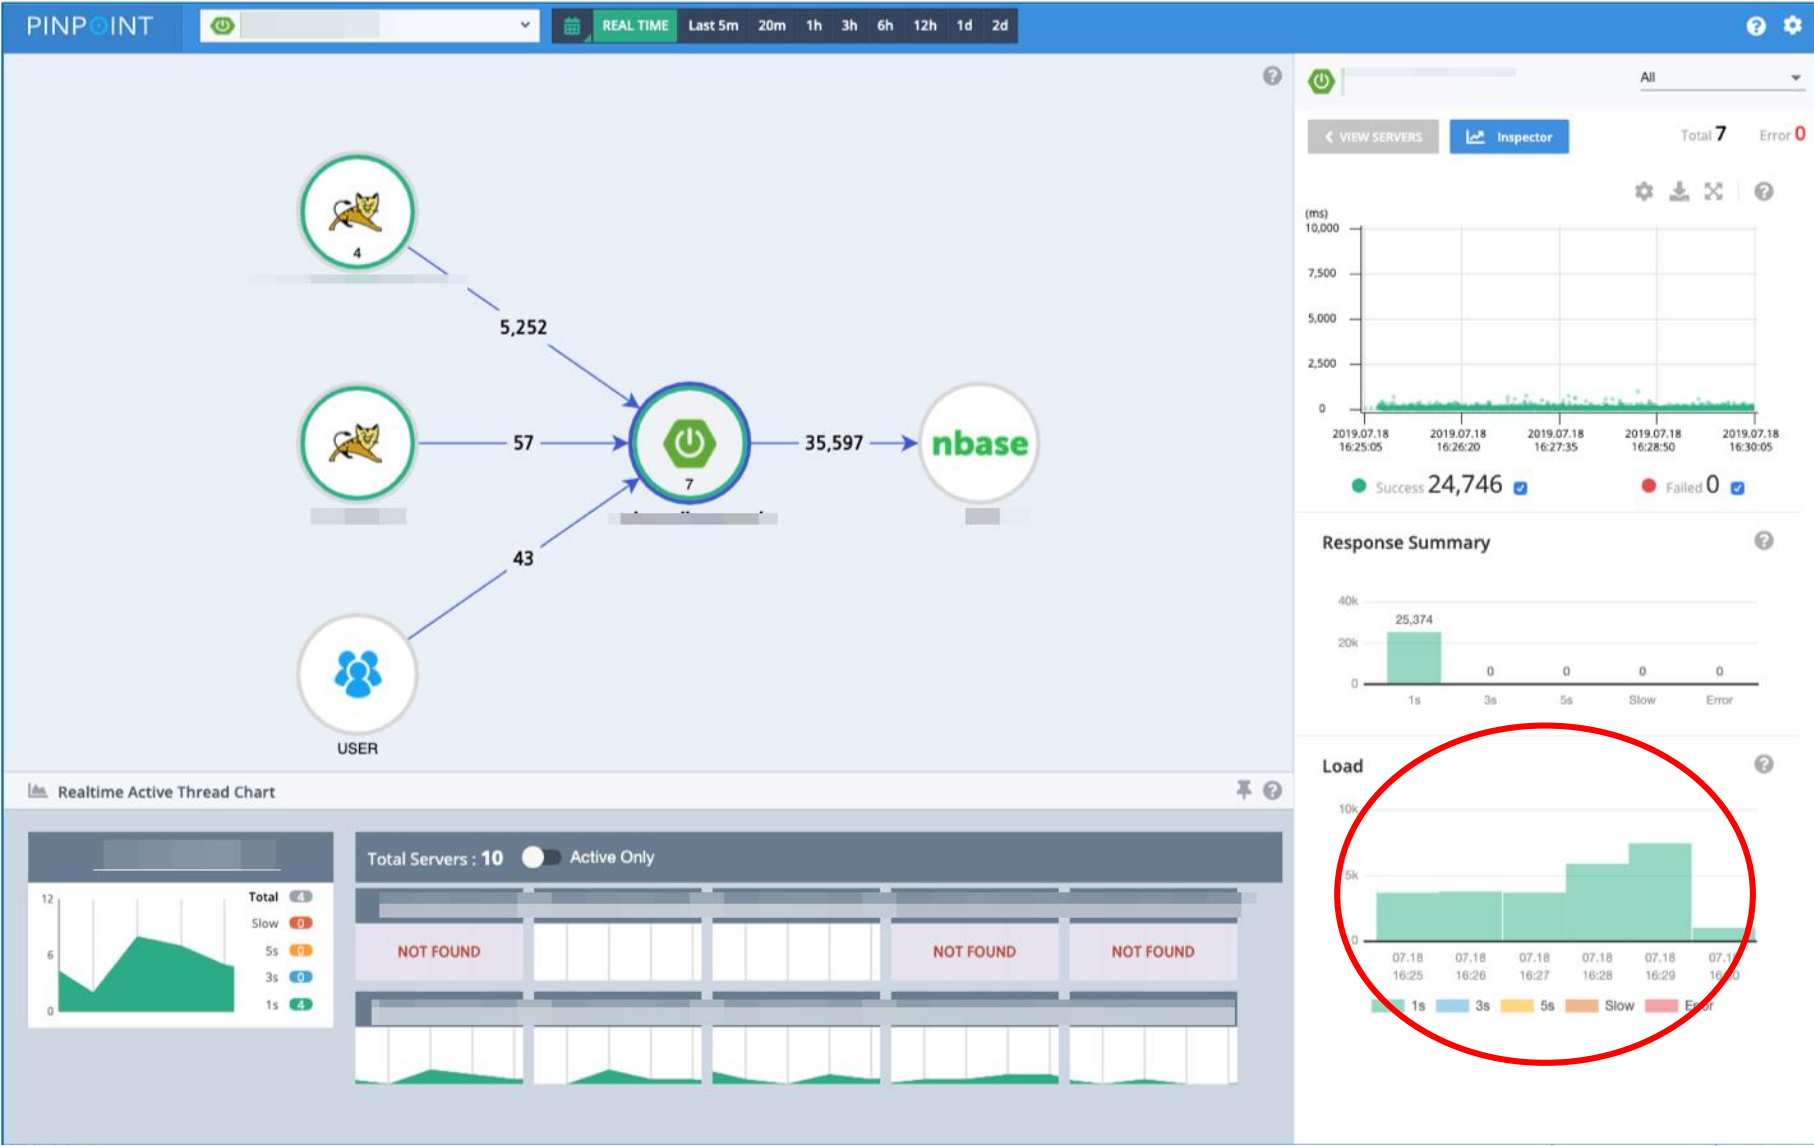 PINPOINT
REAL TIME Last 5m 20m 1h 3h 6h 12h 1d 2d
4
5,252
57
7
35,597
nbase
43
USER
All
VIEW SERVERS
Inspector
Total 7 Error 0
(ms)
10,000
7,500
5,000
2,500
0
2019.07.18 2019.07.18 2019.07.18 2019.07.18 2019.07.18
16:25:05 16:26:20 16:27:35 16:28:50 16:30:05
Success 24,746 Failed 0
Response Summary
40k
25,374
20k
0 0 0 0
0
1s 3s 5s Slow Error
Load
10k
5k
0
07.18 07.18 07.18 07.18 07.18
16:25 16:26 16:27 16:28 16:29
1s 3s 5s Slow Error
Realtime Active Thread Chart
12
6
0
Total 4
Slow 0
5s 0
3s 0
1s 4
Total Servers : 10 Active Only
NOT FOUND NOT FOUND NOT FOUND